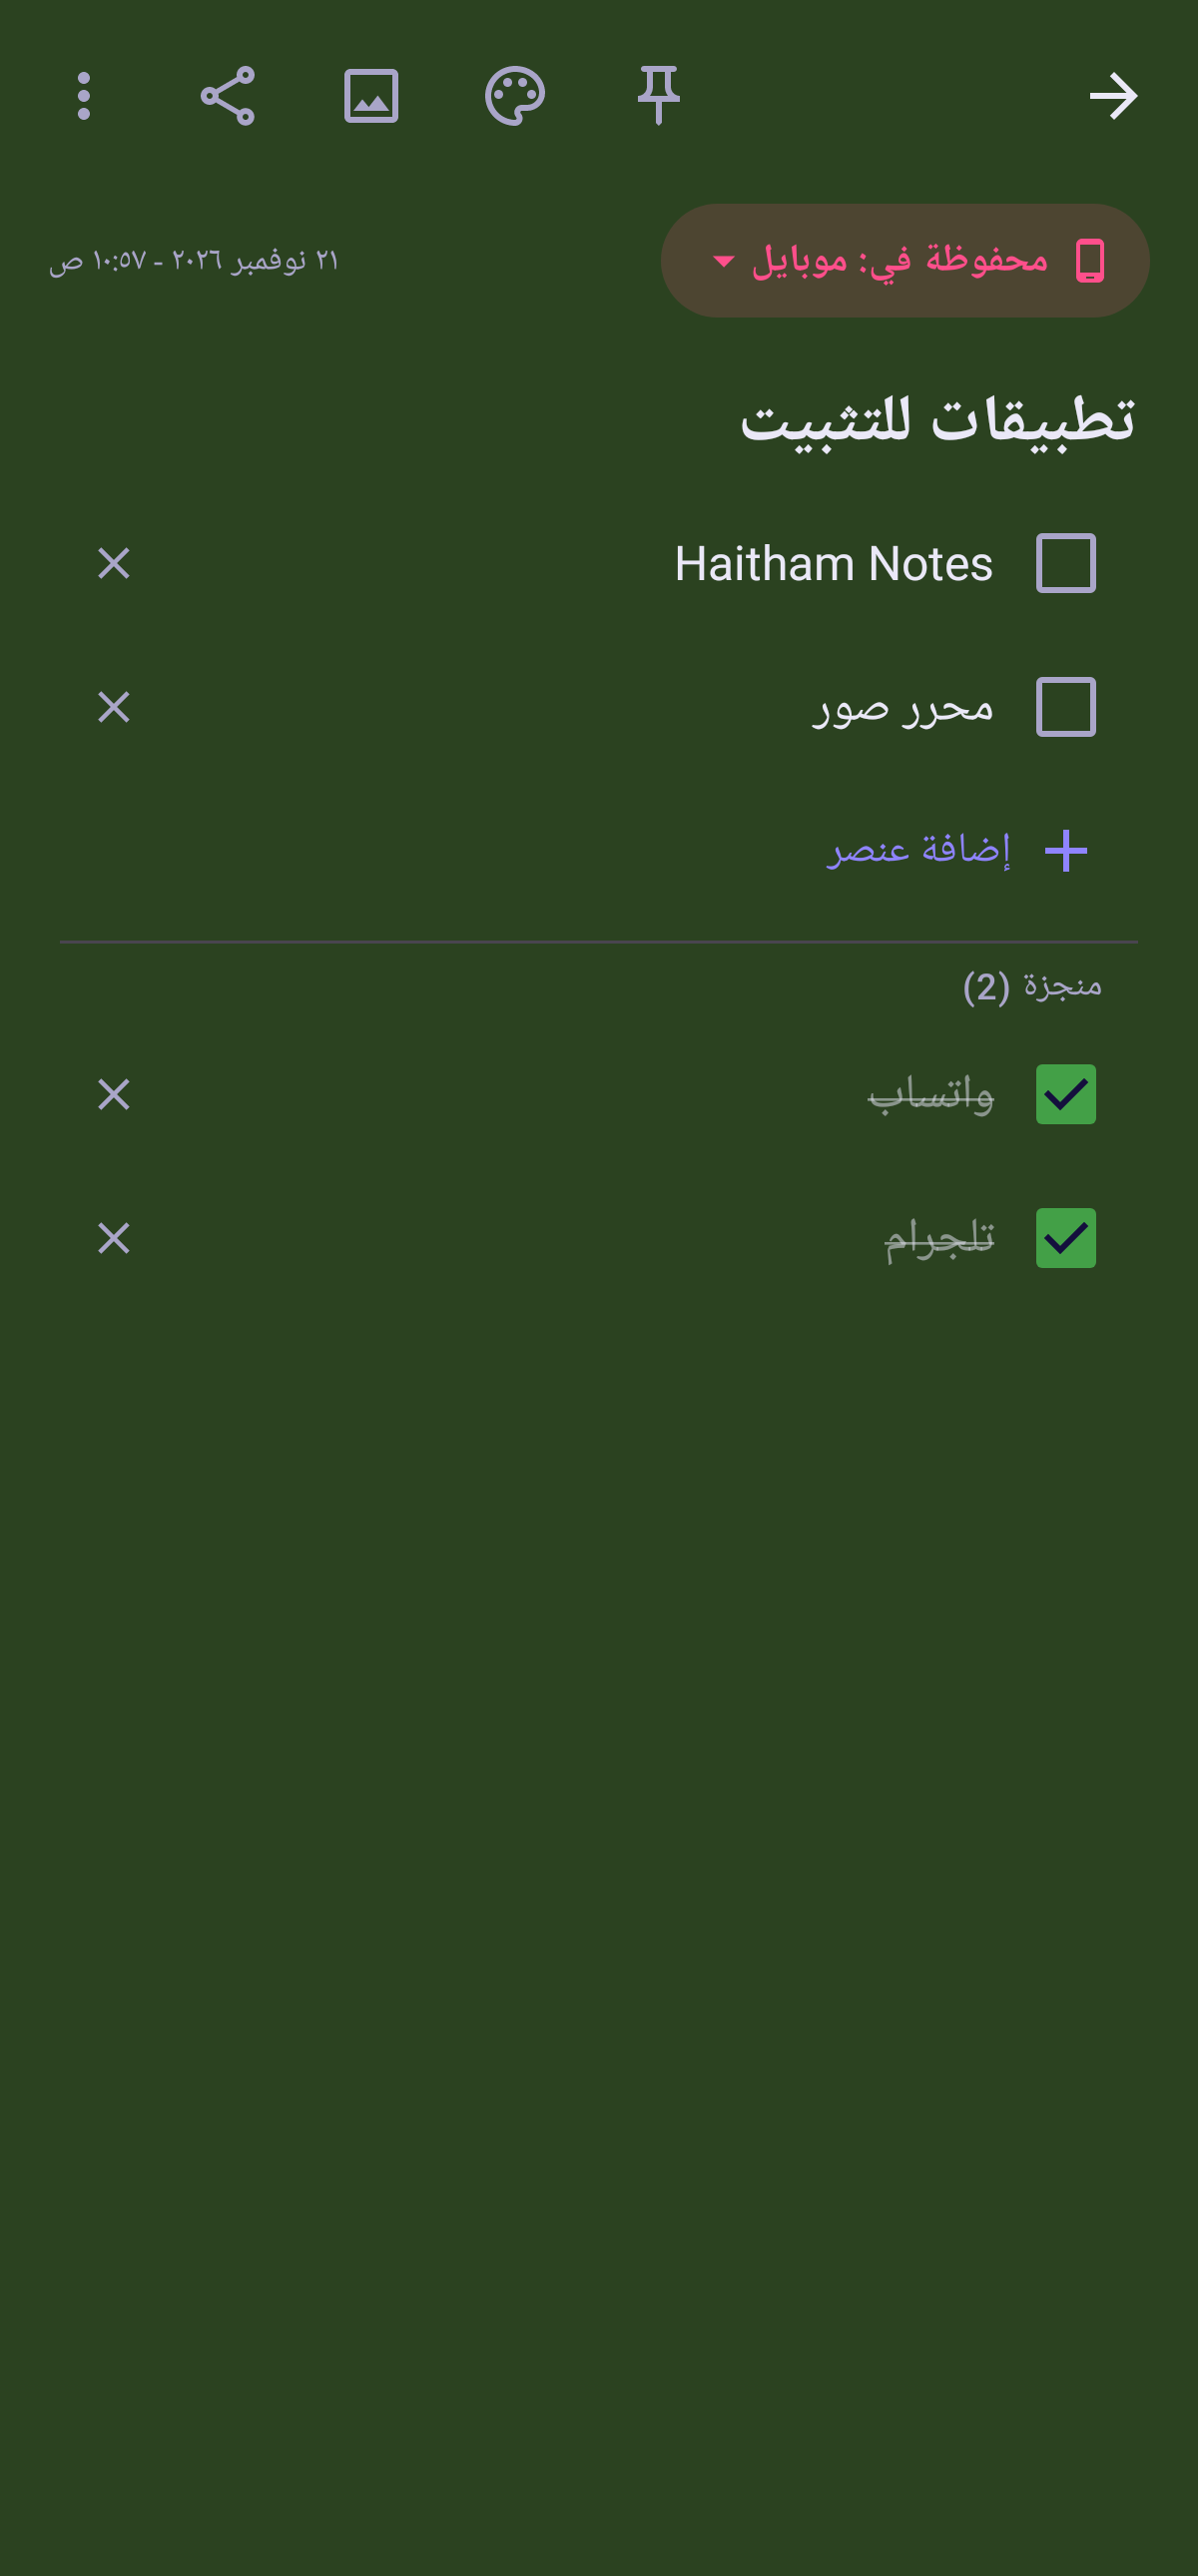 محفوظة في: موبايل
٢١ نوفمبر ٢٠٢٦ - ١٠:٥٧ ص
تطبيقات للتثبيت
Haitham Notes
محرر صور
إضافة عنصر
منجزة (2)
واتساب
تلجرام